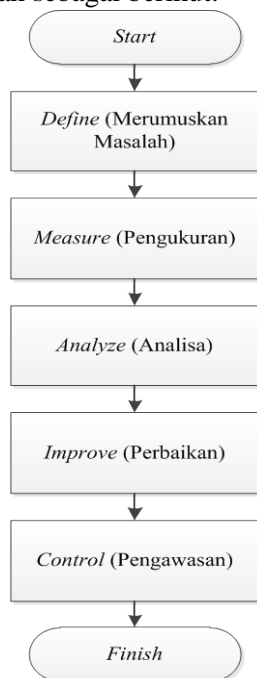 Start
Define (Merumuskan
Masalah)
Measure (Pengukuran)
Analyze (Analisa)
Improve (Perbaikan)
Control (Pengawasan)
Finish